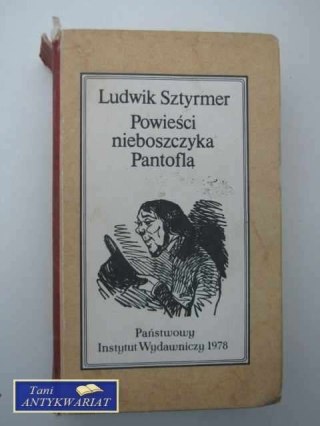 Ludwik Sztyrmer
Powieści
nieboszczyka
Pantofla
Państwowy
Instytut Wydawniczy 1978
Tani
ANTYKWARIAT